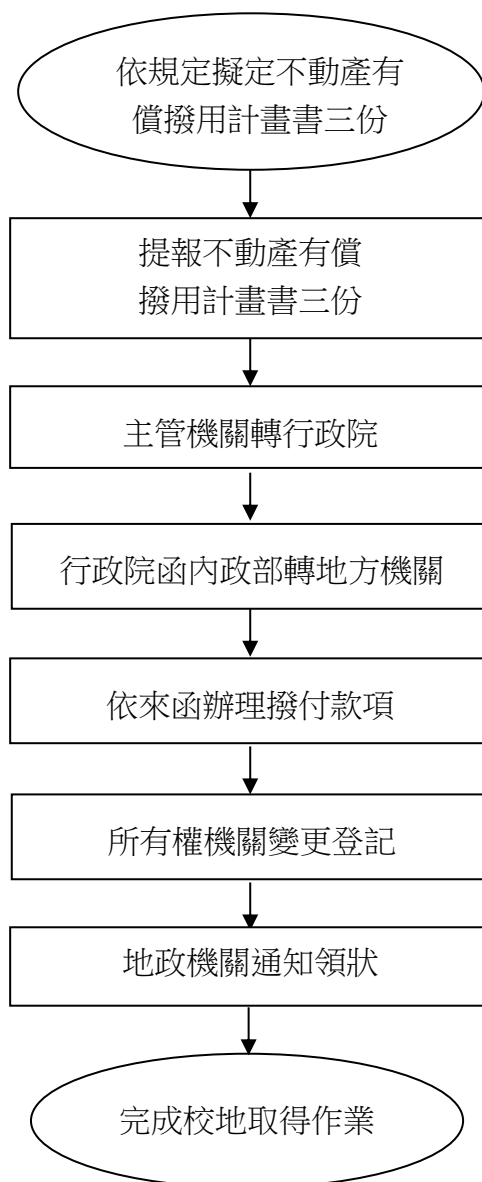 依規定擬定不動產有
償撥用計畫書三份
提報不動產有償
撥用計畫書三份
主管機關轉行政院
行政院函內政部轉地方機關
依來函辦理撥付款項
所有權機關變更登記
地政機關通知領狀
完成校地取得作業